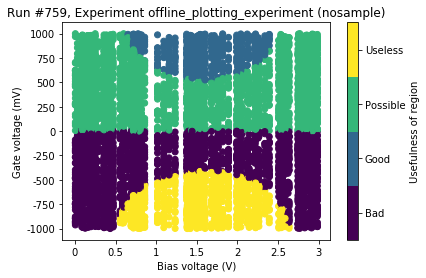 Run #759, Experiment offline_plotting_experiment (nosample)
1000
750
500
250
0
-250
-500
-750
-1000
Gate voltage (mV)
0
0.5
1
1.5
2
2.5
3
Bias voltage (V)
Useless
Possible
Good
Bad
Usefulness of region